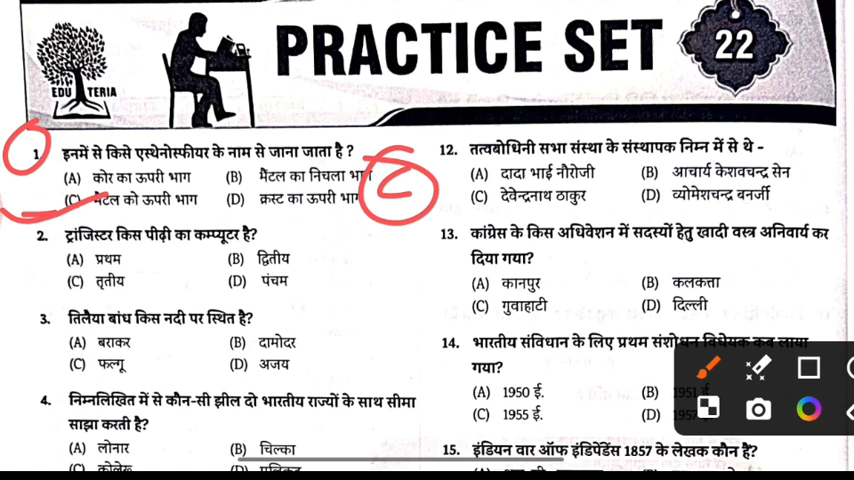 EDU TERIA
PRACTICE SET
22
1. इनमें से किसे एस्थेनोस्फीयर के नाम से जाना जाता है ?
(A) कोर का ऊपरी भाग (B) मैंटल का निचला भाग
(C) मैंटल को ऊपरी भाग (D) क्रस्ट का ऊपरी भाग
2. ट्रांजिस्टर किस पीढ़ी का कम्प्यूटर है?
(A) प्रथम (B) द्वितीय
(C) तृतीय (D) पंचम
3. तिलैया बांध किस नदी पर स्थित है?
(A) बराकर (B) दामोदर
(C) फल्गू (D) अजय
4. निम्नलिखित में से कौन-सी झील दो भारतीय राज्यों के साथ सीमा
साझा करती है?
(A) लोनार (B) चिल्का
(C) कोलेरू (D) पुलिकट
12. तत्वबोधिनी सभा संस्था के संस्थापक निम्न में से थे -
(A) दादा भाई नौरोजी (B) आचार्य केशवचन्द्र सेन
(C) देवेन्द्रनाथ ठाकुर (D) व्योमेशचन्द्र बनर्जी
13. कांग्रेस के किस अधिवेशन में सदस्यों हेतु खादी वस्त्र अनिवार्य कर
दिया गया?
(A) कानपुर (B) कलकत्ता
(C) गुवाहाटी (D) दिल्ली
14. भारतीय संविधान के लिए प्रथम संशोधन विधेयक कब लाया
गया?
(A) 1950 ई. (B) 1951 ई.
(C) 1955 ई. (D) 1957
15. इंडियन वार ऑफ इंडिपेडेंस 1857 के लेखक कौन है?